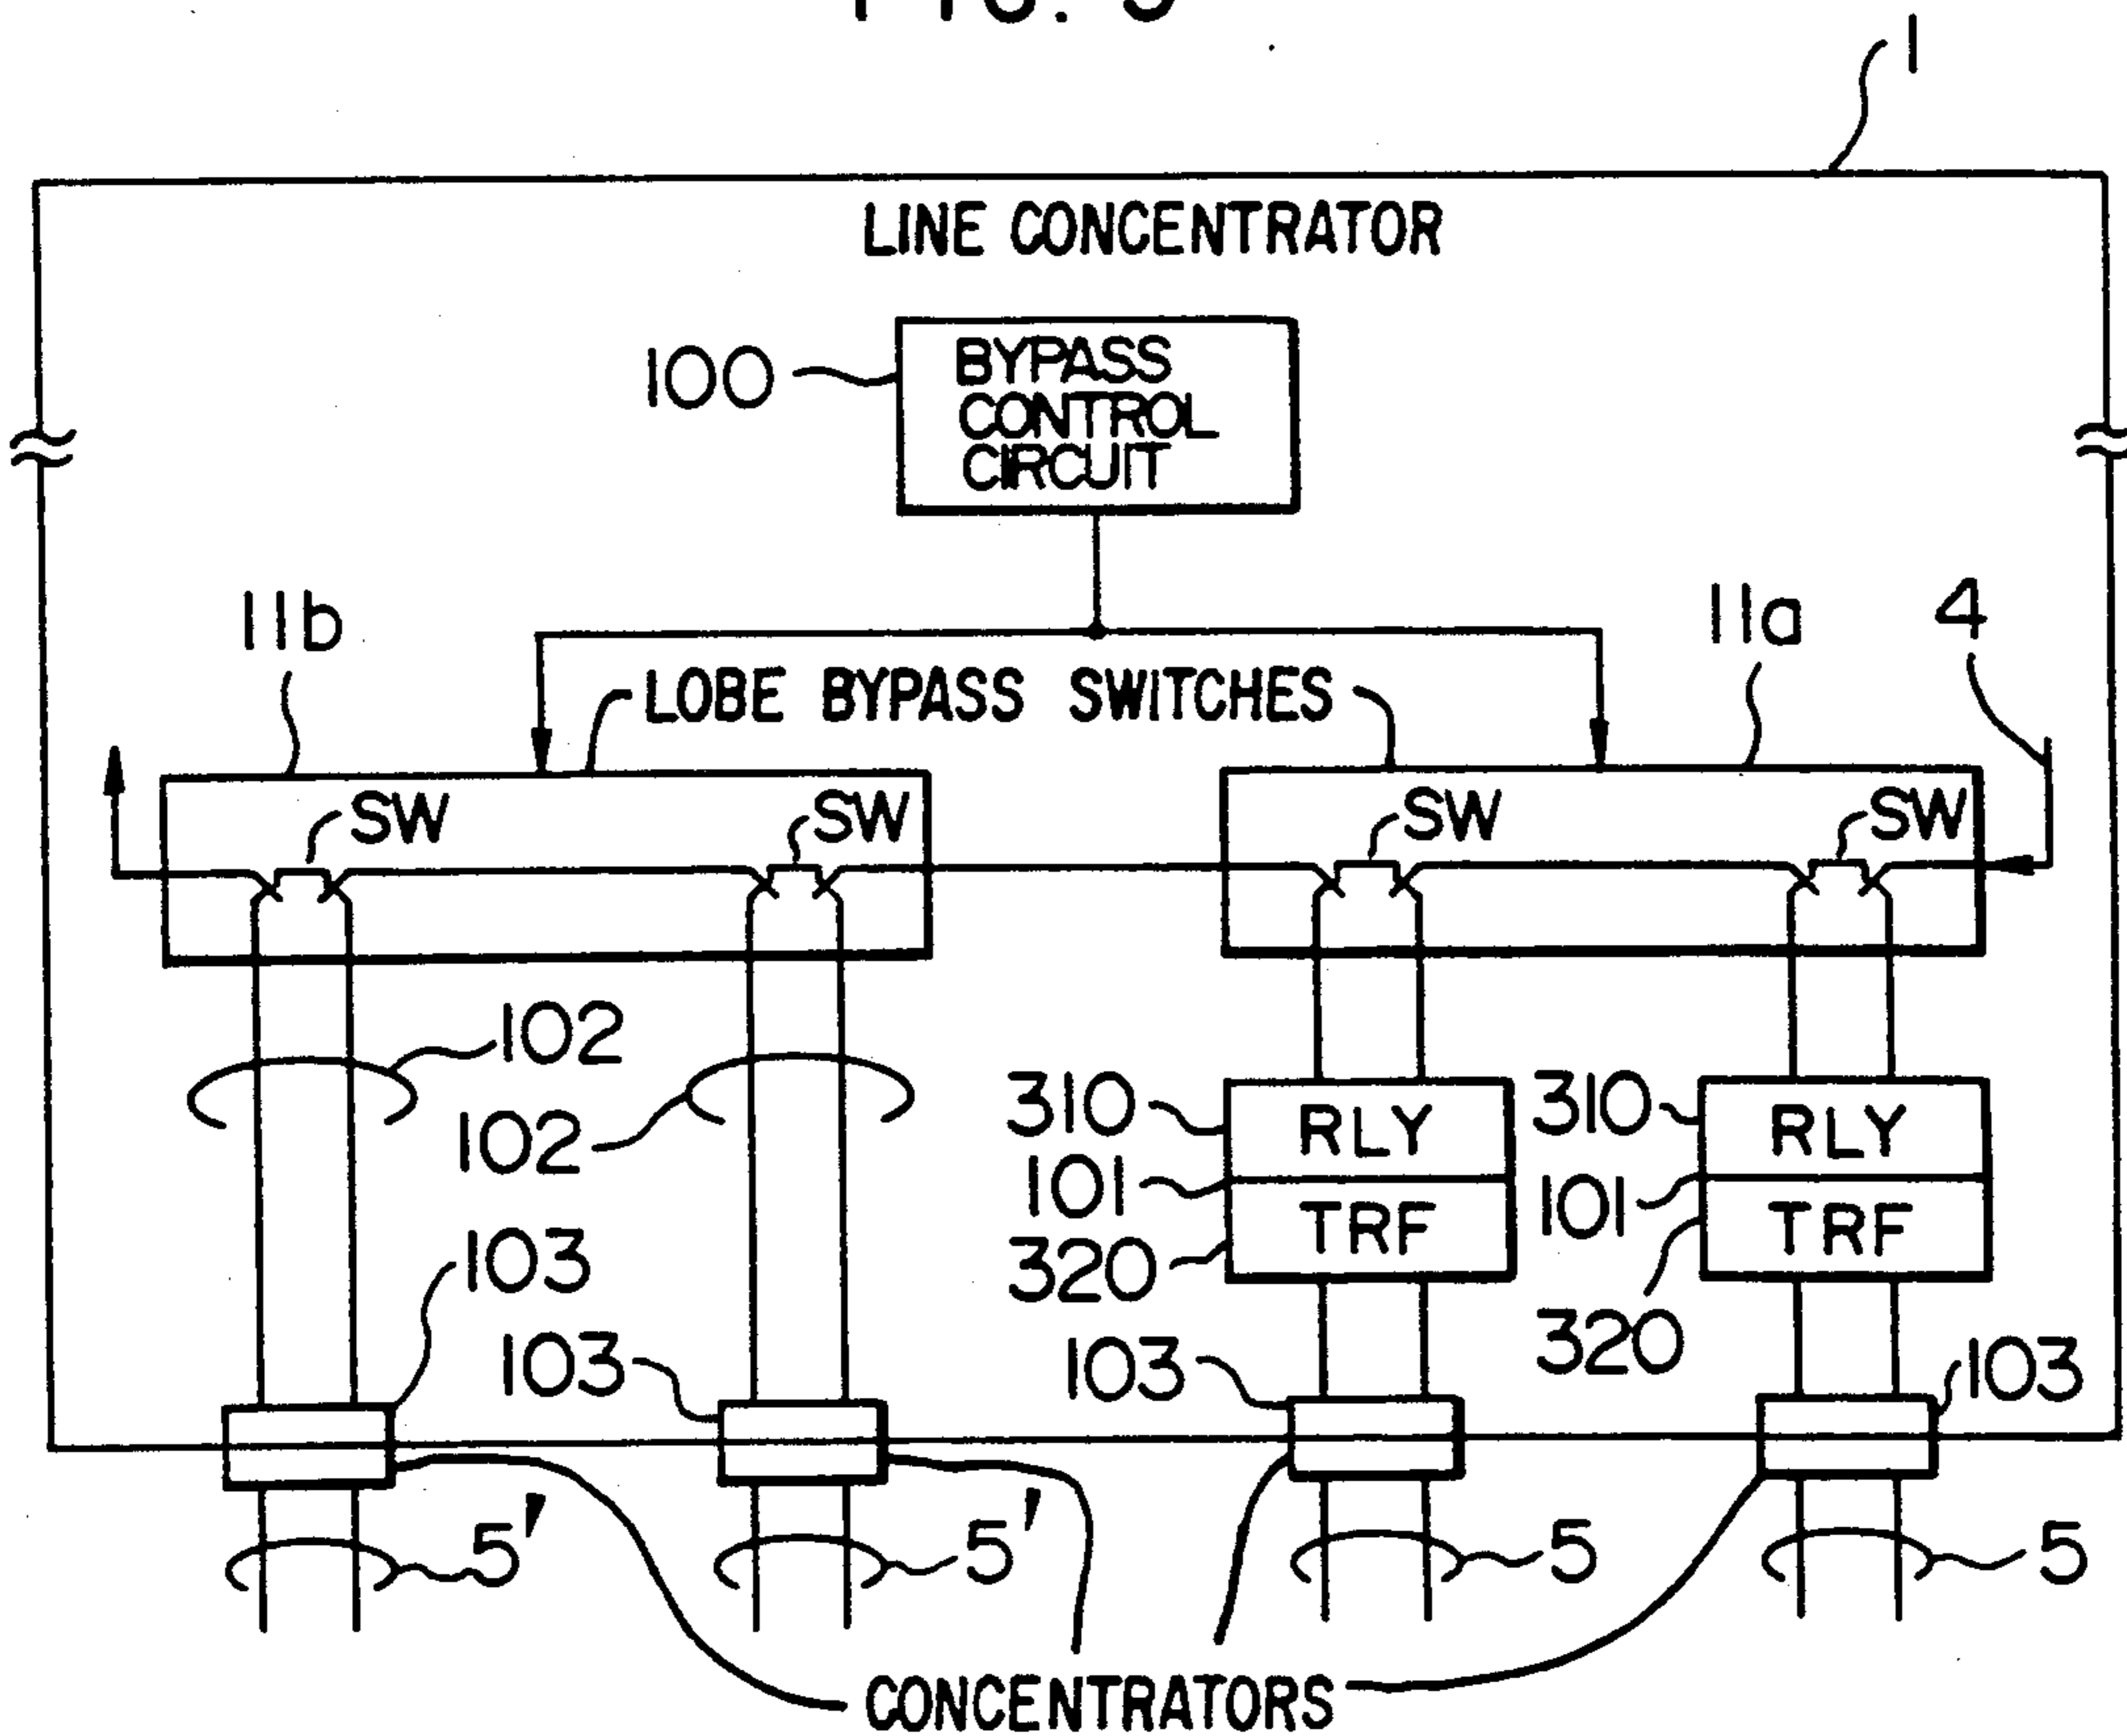 1
LINE CONCENTRATOR
100
BYPASS
CONTROL
CIRCUIT
11b
11a
4
LOBE BYPASS SWITCHES
SW
SW
SW
SW
102
102
310
RLY
310
RLY
101
101
TRF
TRF
320
320
103
103
103
103
5'
5'
5
5
CONCENTRATORS